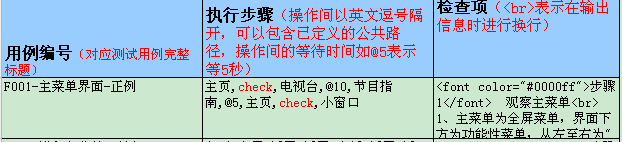 用例编号（对应测试用例完整
标题）
执行步骤（操作间以英文逗号隔
开，可以包含已定义的公共路
径，操作间的等待时间如@5表示
等5秒）
检查项（<br>表示在输出
信息时进行换行）
F001-主菜单界面-正例
主页,check,电视台,@10,节目指
南,@5,主页,check,小窗口
<font color="#0000ff">步骤
1</font> 观察主菜单<br>
1、主菜单为全屏菜单，界面下
方为功能性菜单，从左至右为"